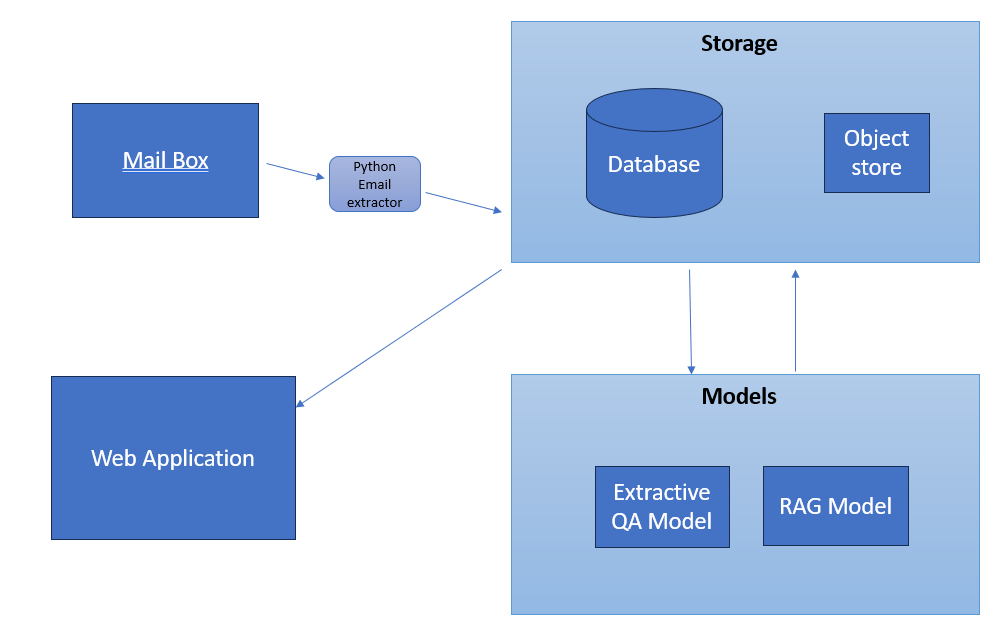 Storage
Mail Box
Python
Email
extractor
Database
Object
store
Web Application
Models
Extractive
QA Model
RAG Model